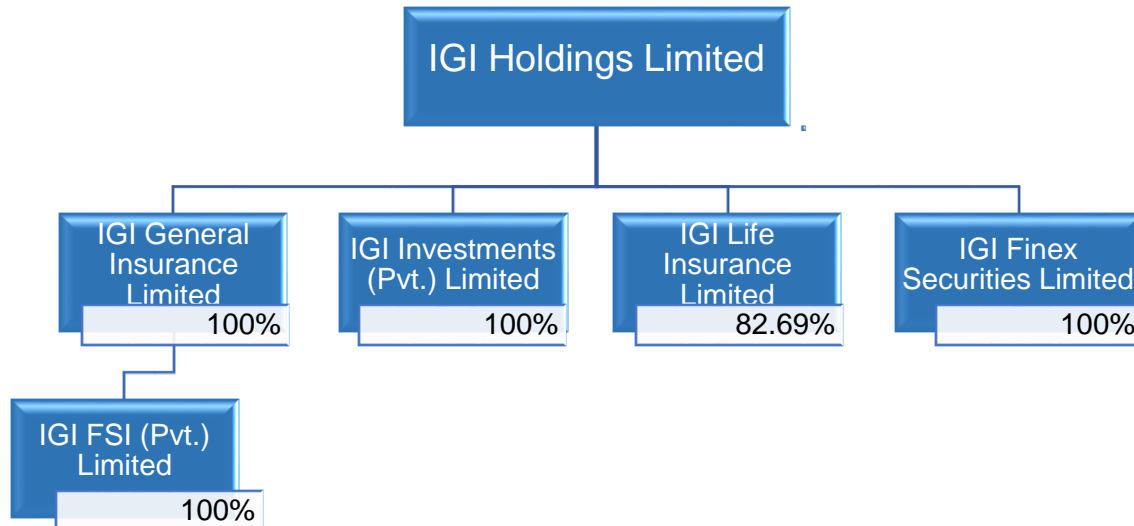 IGI Holdings Limited
IGI General
Insurance
Limited
100%
IGI Investments
(Pvt.) Limited
100%
IGI Life
Insurance
Limited
82.69%
IGI Finex
Securities Limited
100%
IGI FSI (Pvt.)
Limited
100%